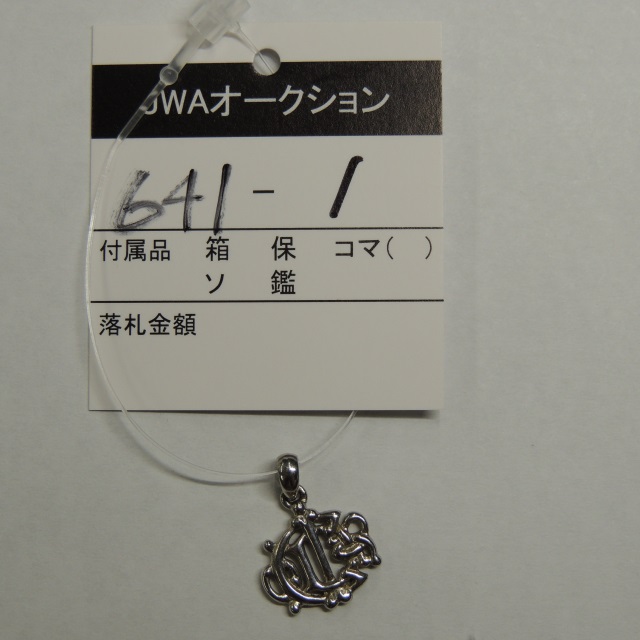 JWAオークション
641 - 1
付属品 箱 保 コマ( )
ソ 鑑
落札金額